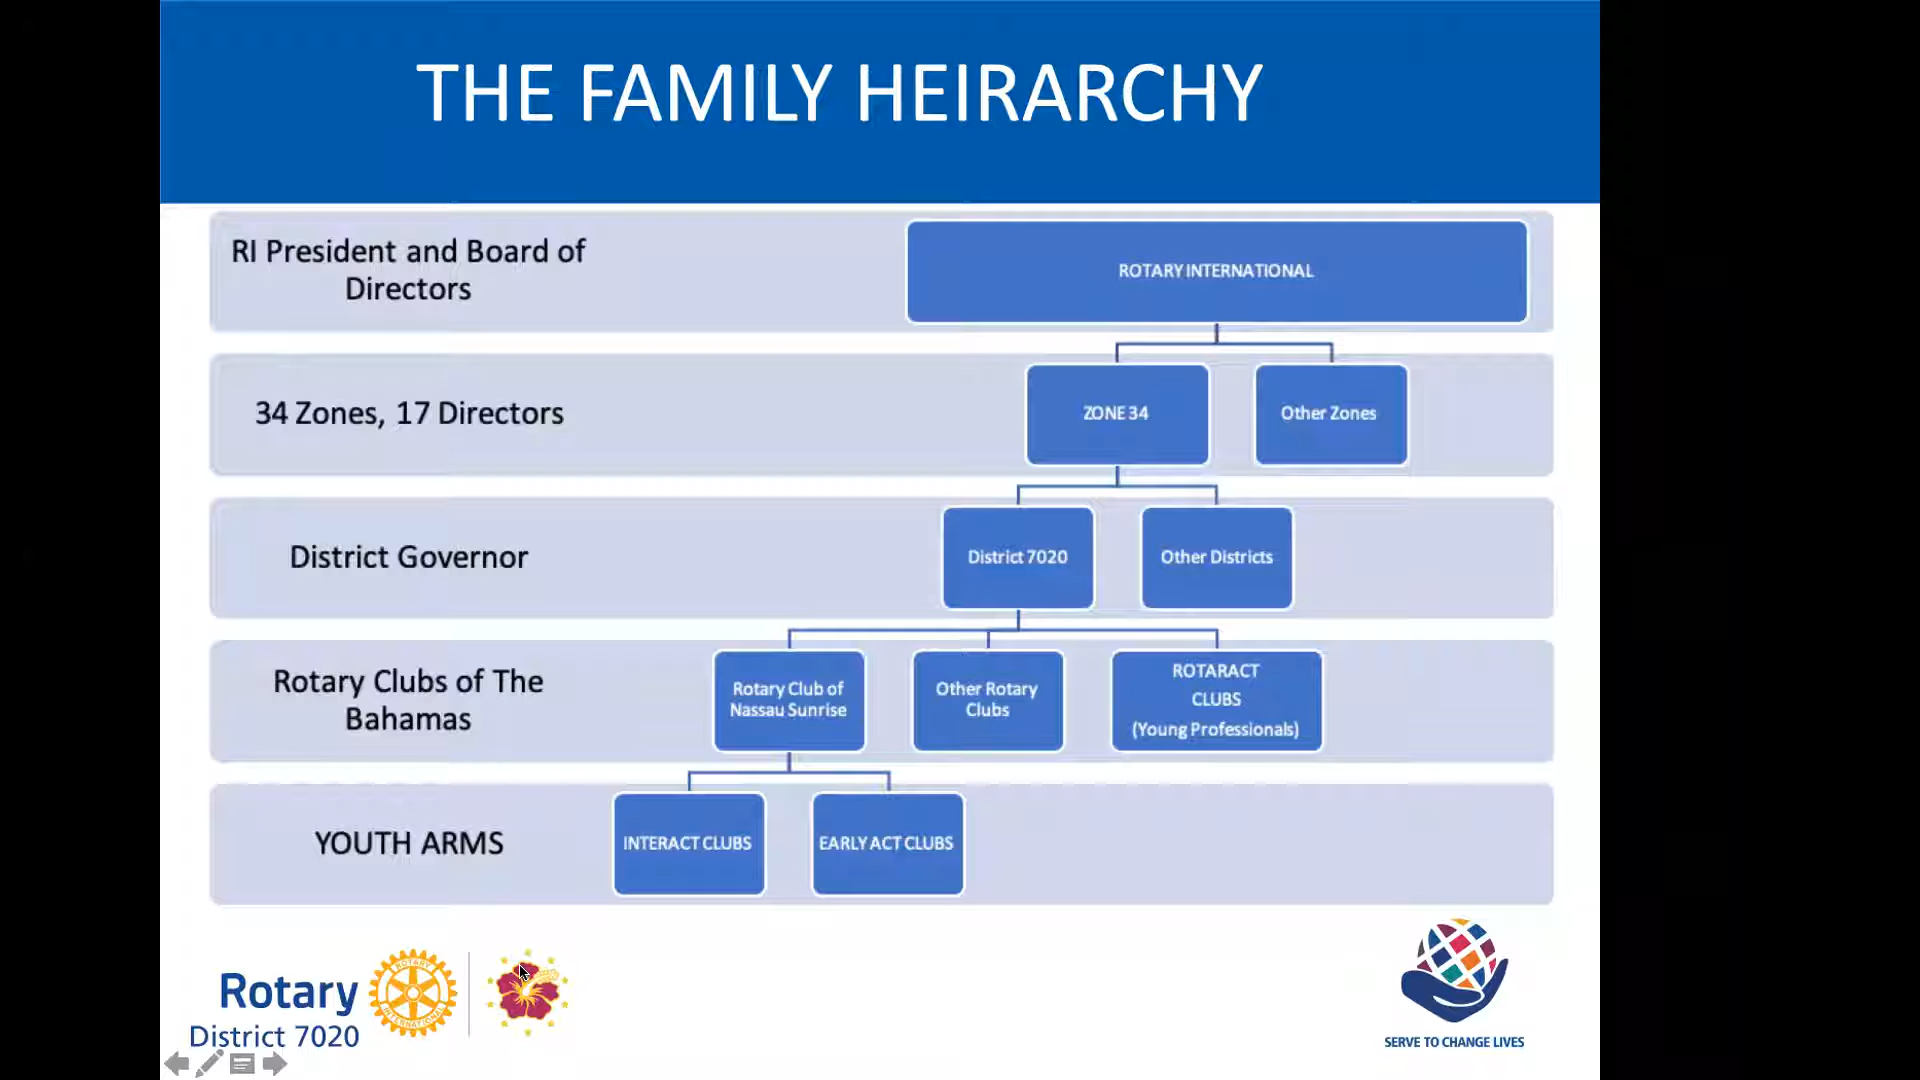 THE FAMILY HEIRARCHY
RI President and Board of
Directors
ROTARY INTERNATIONAL
34 Zones, 17 Directors
ZONE 34
Other Zones
District Governor
District 7020
Other Districts
Rotary Clubs of The
Bahamas
Rotary Club of
Nassau Sunrise
Other Rotary
Clubs
ROTARACT
CLUBS
(Young Professionals)
YOUTH ARMS
INTERACT CLUBS
EARLY ACT CLUBS
Rotary
District 7020
ROTARY
INTERNATIONAL
SERVE TO CHANGE LIVES